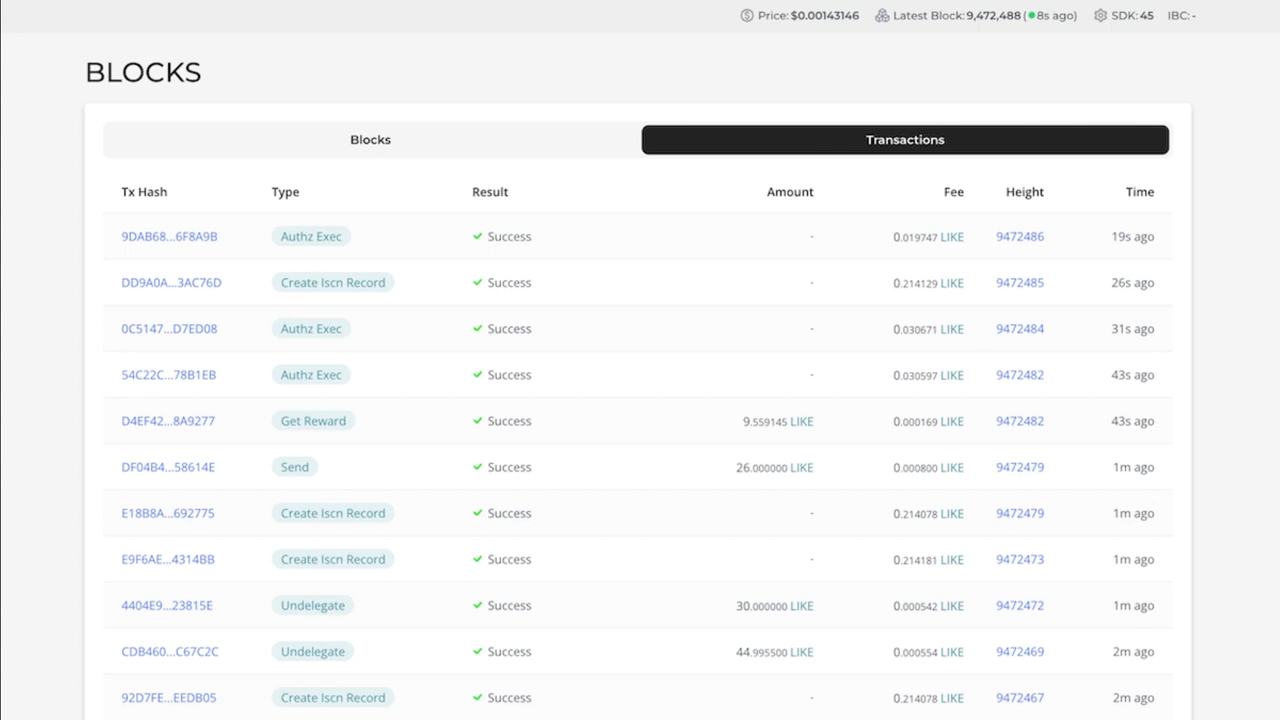 Price: $0.00143146 Latest Block: 9,472,488 (8s ago) SDK: 45 IBC: -
BLOCKS
Blocks Transactions
Tx Hash Type Result Amount Fee Height Time
9DAB68...6F8A9B Authz Exec Success - 0.019747 LIKE 9472486 19s ago
DD9A0A...3AC76D Create Iscn Record Success - 0.214129 LIKE 9472485 26s ago
0C5147...D7ED08 Authz Exec Success - 0.030671 LIKE 9472484 31s ago
54C22C...78B1EB Authz Exec Success - 0.030597 LIKE 9472482 43s ago
D4EF42...8A9277 Get Reward Success 9.559145 LIKE 0.000169 LIKE 9472482 43s ago
DF04B4...58614E Send Success 26.000000 LIKE 0.000800 LIKE 9472479 1m ago
E18B8A...692775 Create Iscn Record Success - 0.214078 LIKE 9472479 1m ago
E9F6AE...4314BB Create Iscn Record Success - 0.214181 LIKE 9472473 1m ago
4404E9...23815E Undelegate Success 30.000000 LIKE 0.000542 LIKE 9472472 1m ago
CDB460...C67C2C Undelegate Success 44.995500 LIKE 0.000554 LIKE 9472469 2m ago
92D7FE...EEDB05 Create Iscn Record Success - 0.214078 LIKE 9472467 2m ago